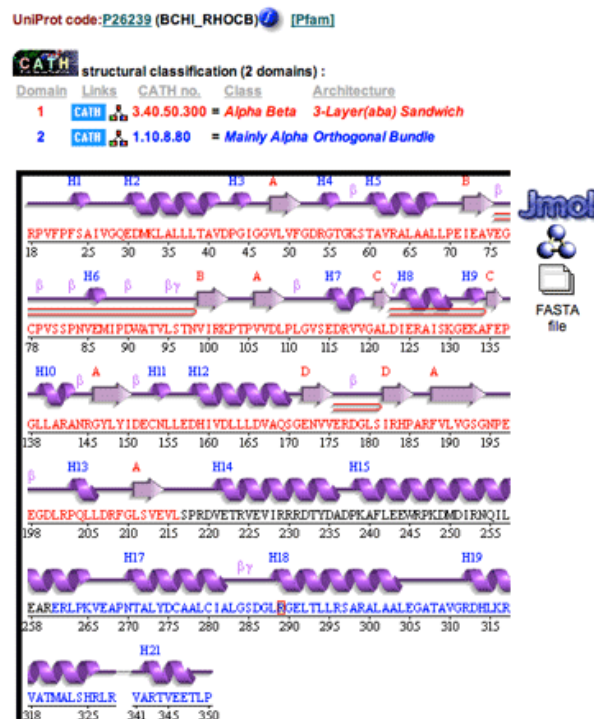 UniProt code: P26239 (BCHI_RHOCB) i [Pfam]
CATH structural classification (2 domains) :
Domain Links CATH no. Class Architecture
1 CATH 3.40.50.300 = Alpha Beta 3-Layer(aba) Sandwich
2 CATH 1.10.8.80 = Mainly Alpha Orthogonal Bundle
H1 H2 H3 A H4 β H5 B β
Jmol
RPVFPFSAIVGQEDMKLALLLTAVDPGIGGVLVFGDRGTGKSTAVRALAALLPEIEAVEG
18 25 30 35 40 45 50 55 60 65 70 75
FASTA
file
β β H6 β βγ B A β H7 C γ H8 H9 C
CPVSSPNVEMIPDWATVLSTNVIRKPTPVVDLPLGVSEDRVVGALDIERAISKGEKAFEP
78 85 90 95 100 105 110 115 120 125 130 135
H10 β A β H11 H12 D β D A
GLLARANRGYLYIDECNLLEDHIVDLLLDVAQSGENVVERDGLSIRHPARFVLVGSGNPE
138 145 150 155 160 165 170 175 180 185 190 195
β H13 A H14 H15
EGDLRPQLLDRFGLSVEVLSPRDVETRVEVIRRRDTYDADPKAFLEEWRPKDMDIRNQIL
198 205 210 215 220 225 230 235 240 245 250 255
H17 βγ H18 H19
EARERLPKVEAPNTALYDCAALCIALGSDGLRGELTLLRSARALAALEGATAVGRDHLKR
258 265 270 275 280 285 290 295 300 305 310 315
H21
VATMALSHRLR VARTVEETLP
318 325 341 345 350